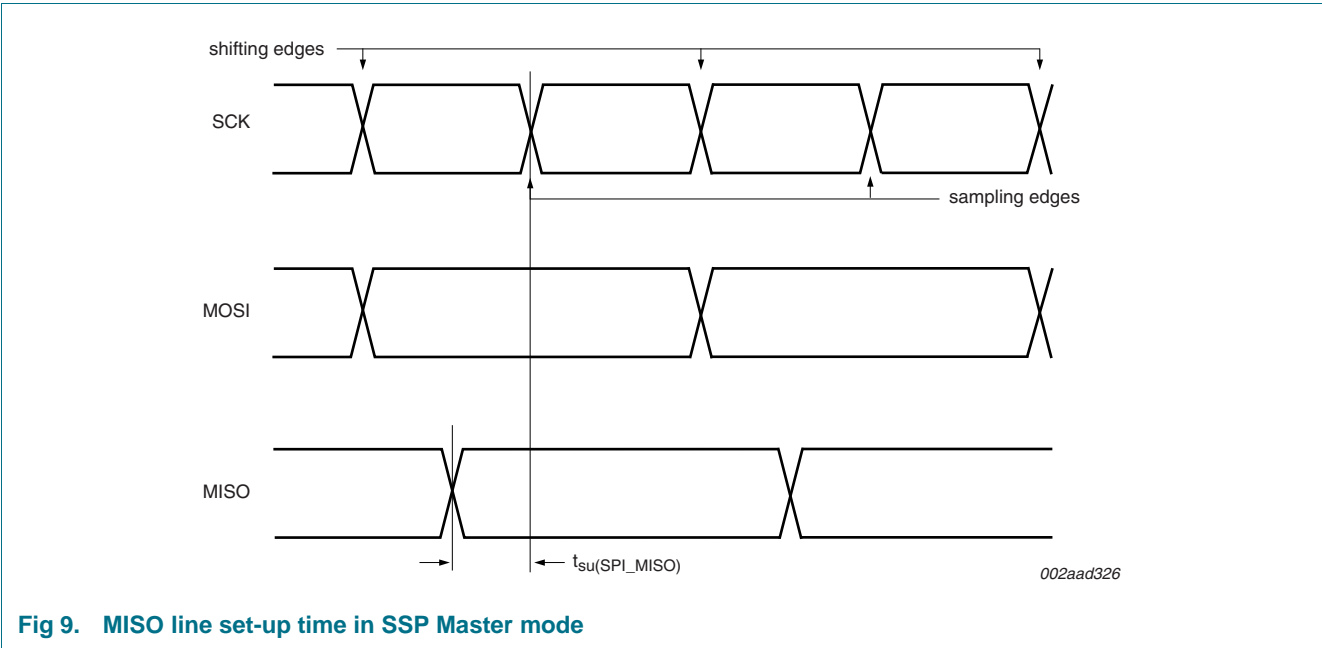 shifting edges
SCK
sampling edges
MOSI
MISO
tsu(SPI_MISO)
002aad326
Fig 9. MISO line set-up time in SSP Master mode